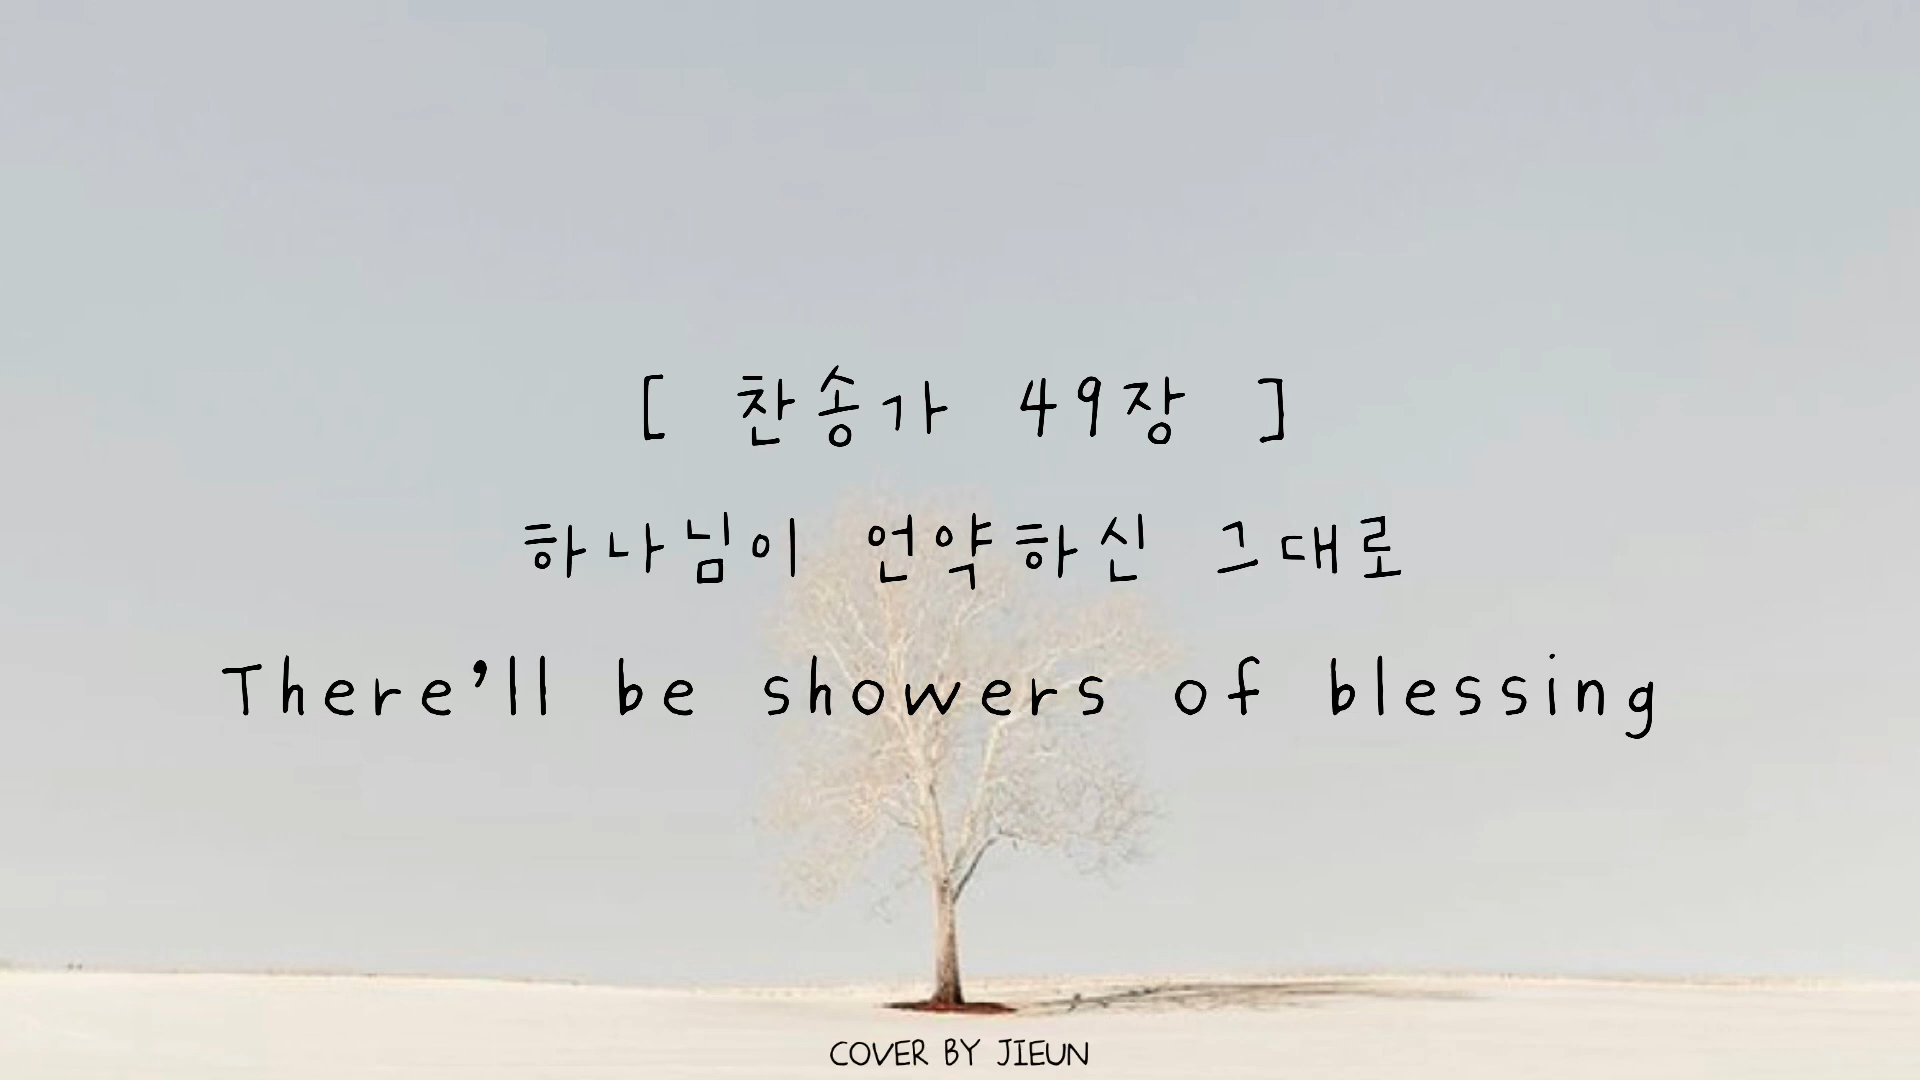 [ 찬송가 49장 ]
하나님이 언약하신 그대로
There'll be showers of blessing
COVER BY JIEUN